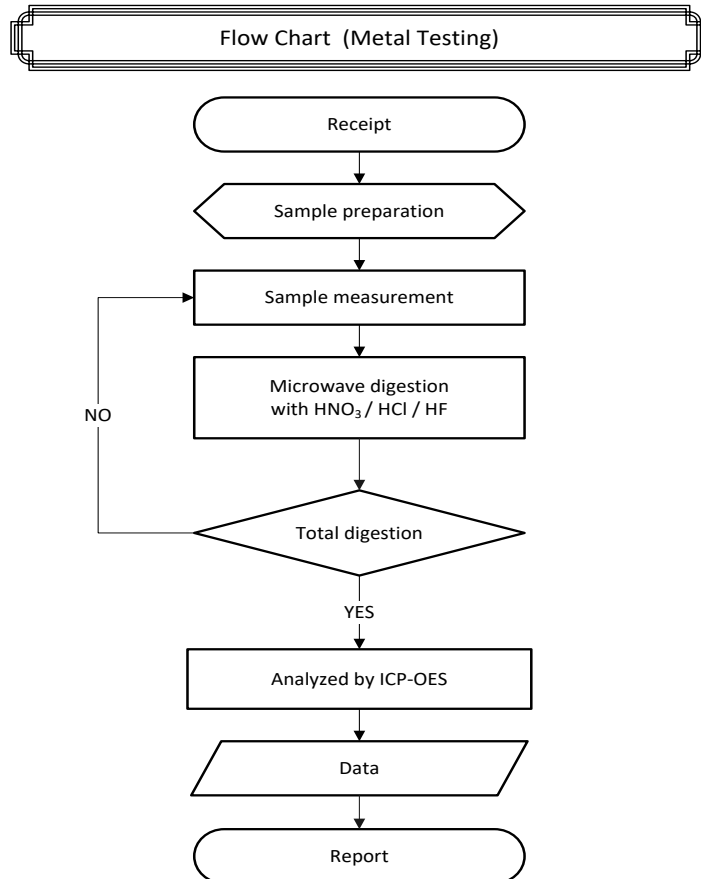 Flow Chart (Metal Testing)
Receipt
Sample preparation
Sample measurement
Microwave digestion
with HNO₃ / HCl / HF
NO
Total digestion
YES
Analyzed by ICP-OES
Data
Report